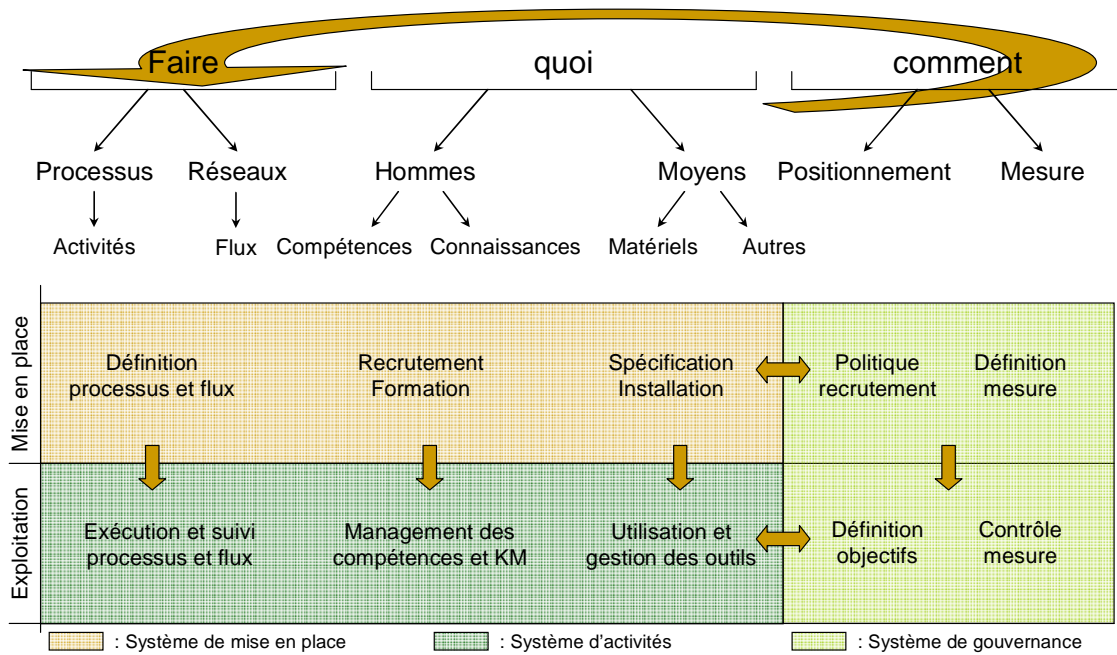 Faire quoi comment
Processus Réseaux Hommes Moyens Positionnement Mesure
Activités Flux Compétences Connaissances Matériels Autres
Mise en place
Définition
processus et flux
Recrutement
Formation
Spécification
Installation
Politique
recrutement
Définition
mesure
Exploitation
Exécution et suivi
processus et flux
Management des
compétences et KM
Utilisation et
gestion des outils
Définition
objectifs
Contrôle
mesure
: Système de mise en place : Système d'activités : Système de gouvernance